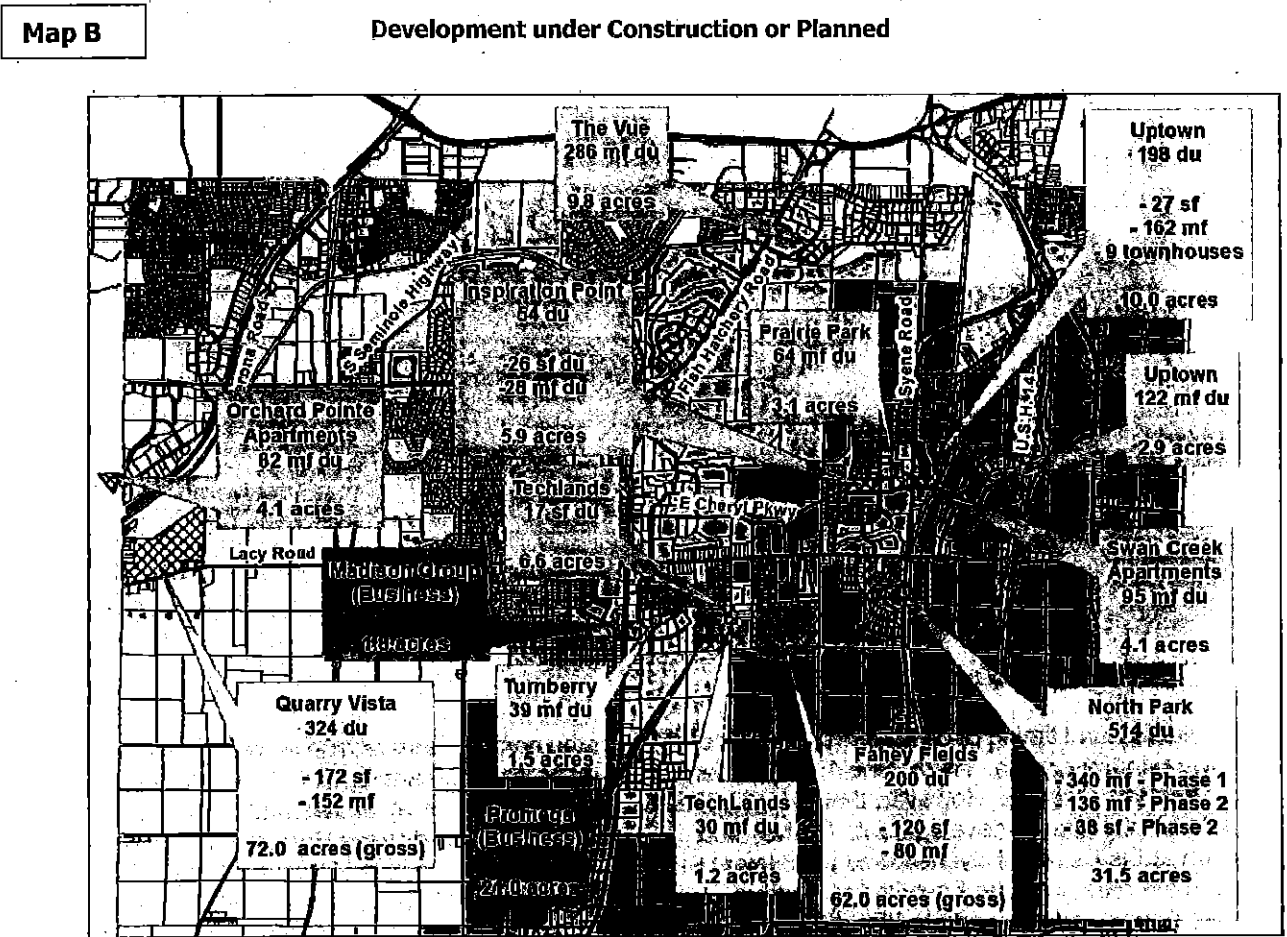 Map B
Development under Construction or Planned
The Vue
286 mf du
9.8 acres
Uptown
198 du
- 27 sf
- 162 mf
9 townhouses
10.0 acres
Inspiration Point
54 du
26 sf du
28 mf du
5.9 acres
Prairie Park
64 mf du
3.1 acres
Uptown
122 mf du
2.9 acres
Verona Road
S Seminole Highway
Fish Hatchery Road
Syene Road
U.S.H. 14
Orchard Pointe
Apartments
82 mf du
4.1 acres
Techlands
17 sf du
6.6 acres
E Cheryl Pkwy
Lacy Road
Madison Group
(Business)
acres
Swan Creek
Apartments
95 mf du
4.1 acres
Quarry Vista
324 du
- 172 sf
- 152 mf
72.0 acres (gross)
Tumberry
39 mf du
1.5 acres
Promega
(Business)
acres
TechLands
30 mf du
1.2 acres
Fahey Fields
200 du
- 120 sf
- 80 mf
62.0 acres (gross)
North Park
514 du
- 340 mf - Phase 1
- 136 mf - Phase 2
- 38 sf - Phase 2
31.5 acres